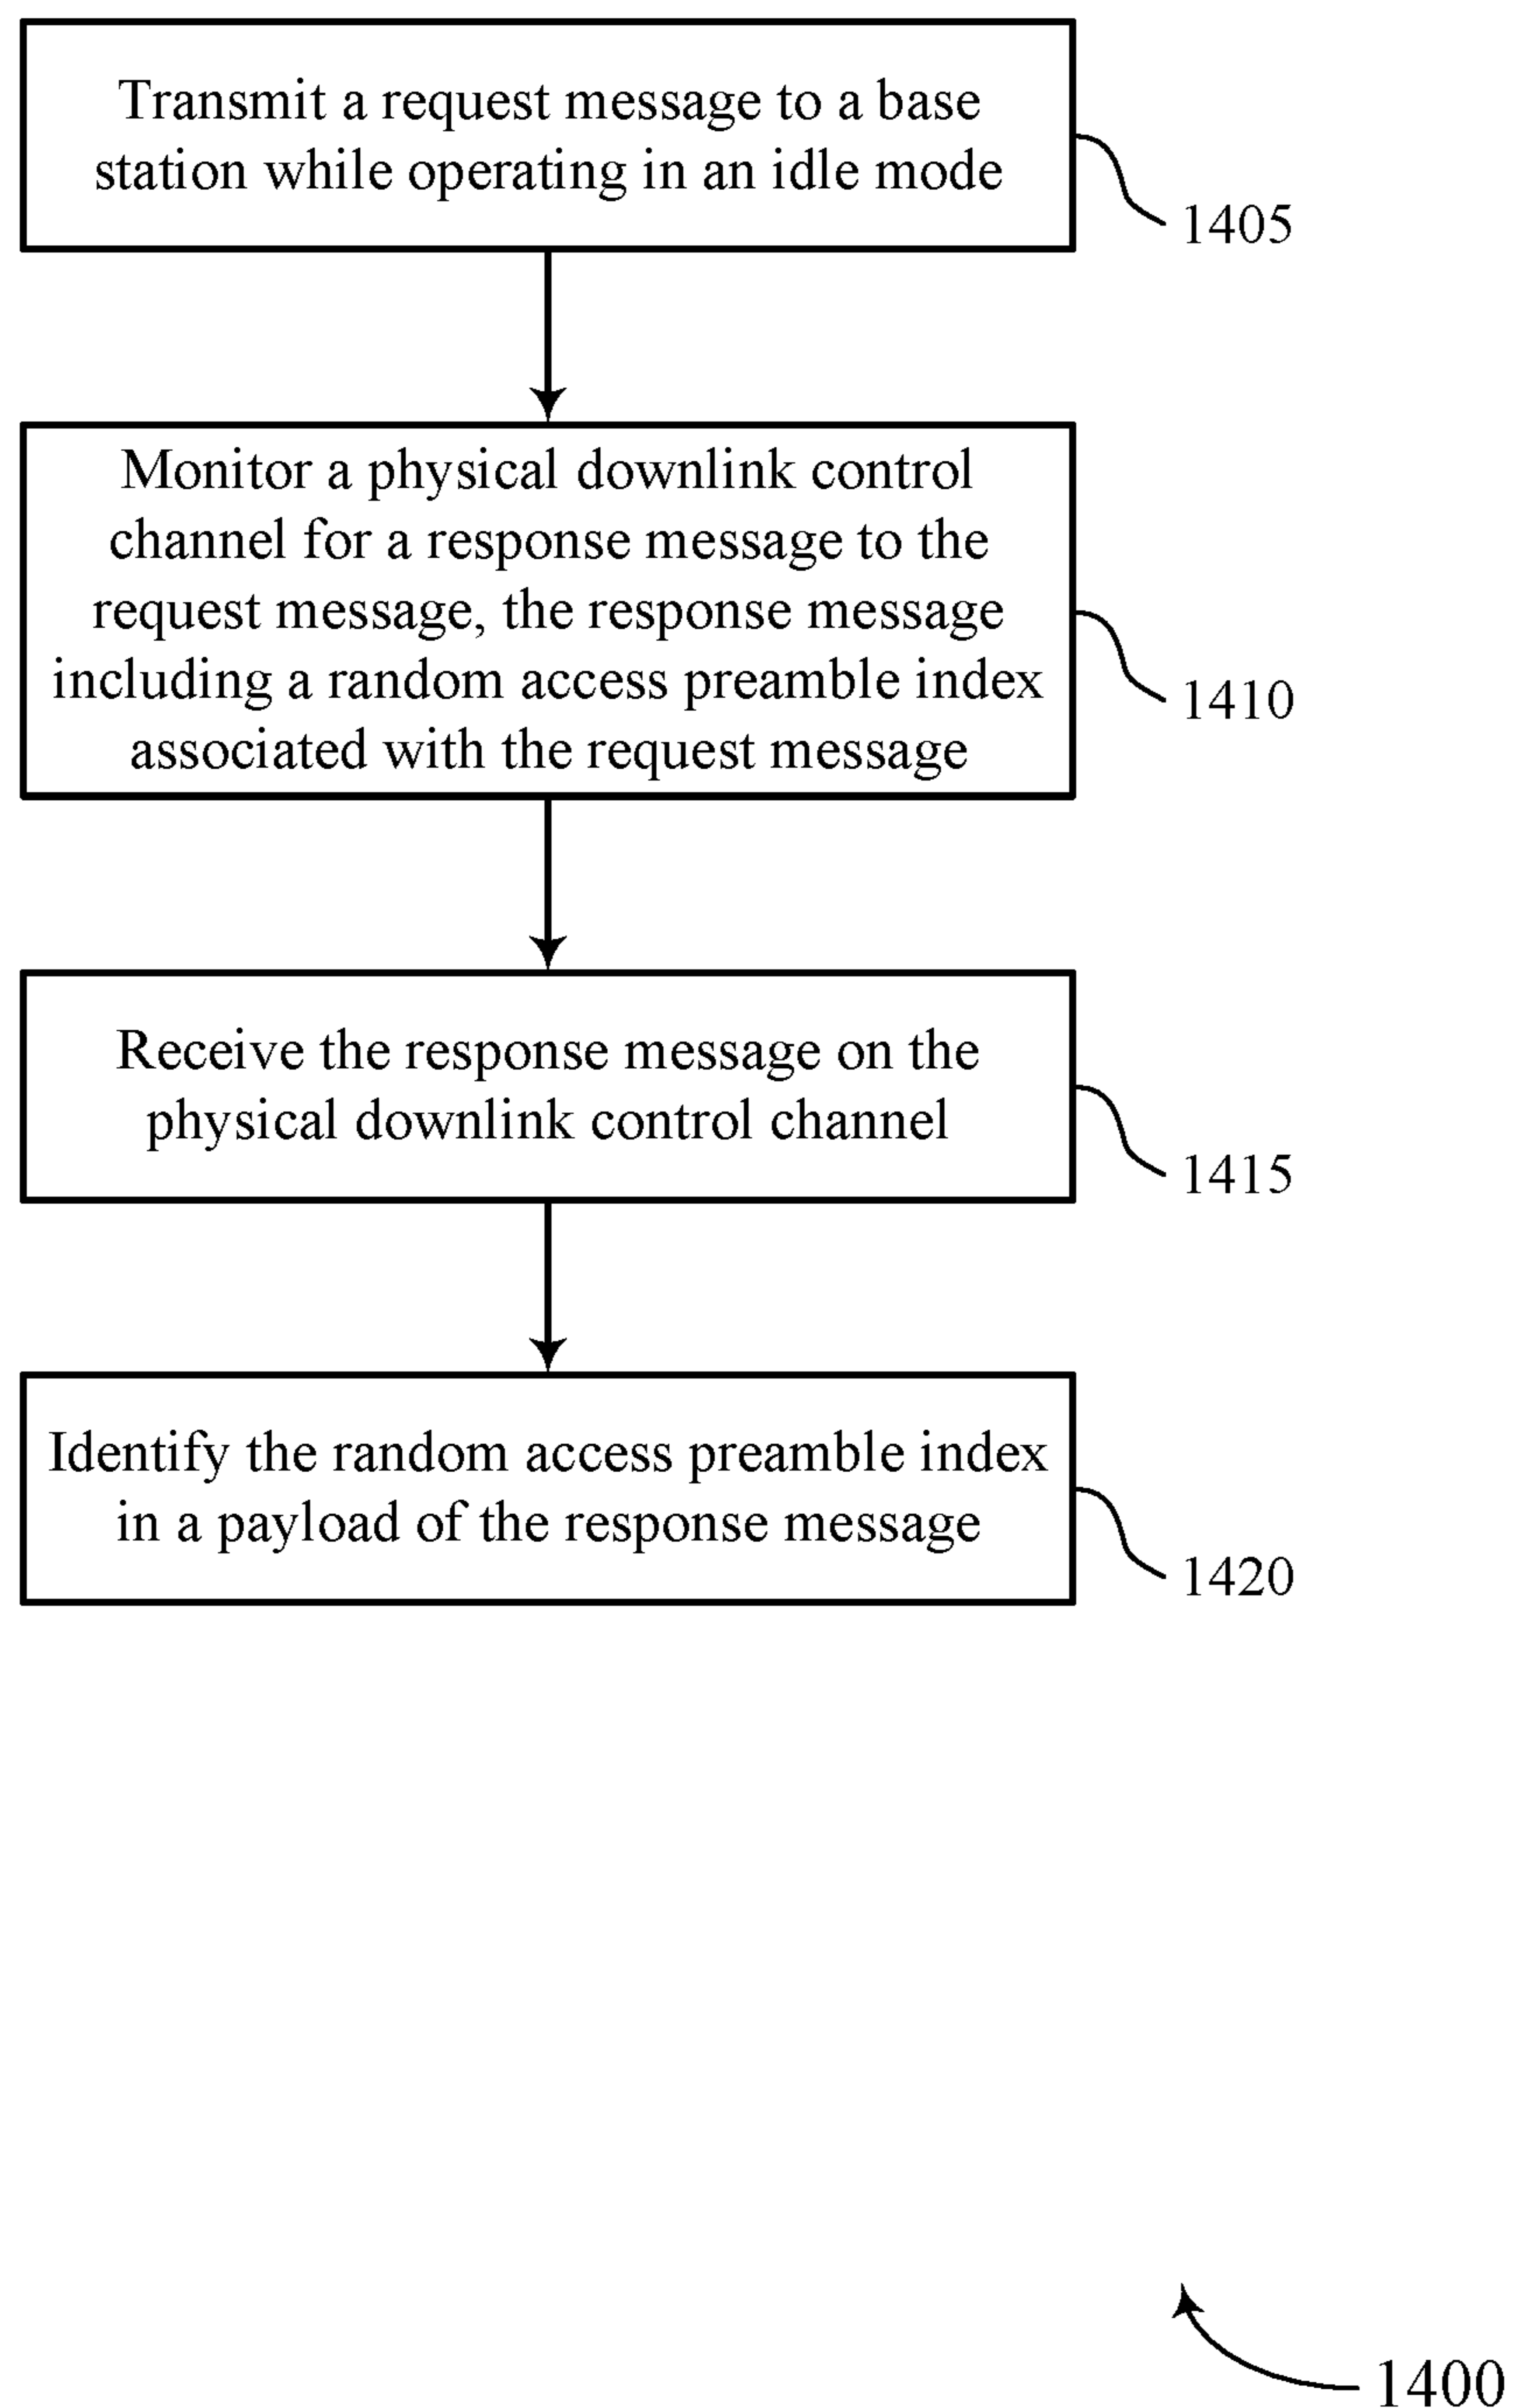 Transmit a request message to a base
station while operating in an idle mode
1405
Monitor a physical downlink control
channel for a response message to the
request message, the response message
including a random access preamble index
associated with the request message
1410
Receive the response message on the
physical downlink control channel
1415
Identify the random access preamble index
in a payload of the response message
1420
1400